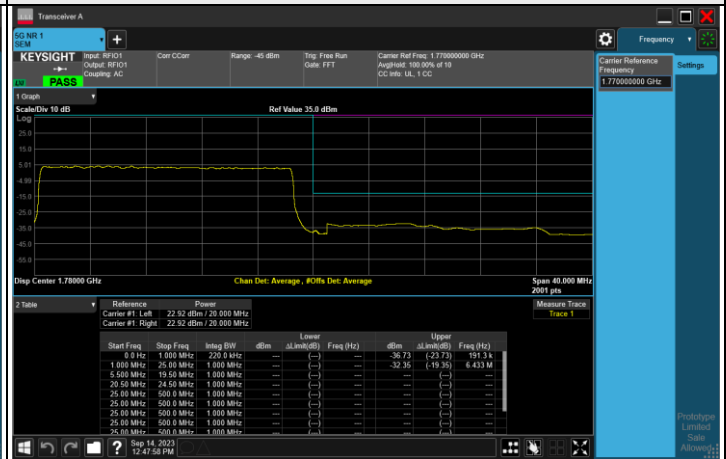 Transceiver A
5G NR 1
SEM
Frequency
KEYSIGHT
Input: RFIO1
Output: RFIO1
Coupling: AC
Corr CCorr
Range: -45 dBm
Trig: Free Run
Gate: FFT
Carrier Ref Freq: 1.770000000 GHz
Avg|Hold: 100.00% of 10
CC Info: UL, 1 CC
PASS
Carrier Reference
Frequency
1.770000000 GHz
Settings
1 Graph
Scale/Div 10 dB
Ref Value 35.0 dBm
Log
25.0
15.0
5.01
-4.99
-15.0
-25.0
-35.0
-45.0
-55.0
Disp Center 1.78000 GHz
Chan Det: Average , #Offs Det: Average
Span 40.000 MHz
2001 pts
2 Table
Reference Power
Carrier #1: Left 22.92 dBm / 20.000 MHz
Carrier #1: Right 22.92 dBm / 20.000 MHz
Measure Trace
Trace 1
Lower Upper
Start Freq Stop Freq Integ BW dBm ΔLimit(dB) Freq (Hz) dBm ΔLimit(dB) Freq (Hz)
0.0 Hz 1.000 MHz 220.0 kHz --- (---) --- -36.73 (-23.73) 191.3 k
1.000 MHz 25.00 MHz 1.000 MHz --- (---) --- -32.35 (-19.35) 6.433 M
5.500 MHz 19.50 MHz 1.000 MHz --- (---) --- --- (---) ---
20.50 MHz 24.50 MHz 1.000 MHz --- (---) --- --- (---) ---
25.00 MHz 500.0 MHz 1.000 MHz --- (---) --- --- (---) ---
25.00 MHz 500.0 MHz 1.000 MHz --- (---) --- --- (---) ---
25.00 MHz 500.0 MHz 1.000 MHz --- (---) --- --- (---) ---
25.00 MHz 500.0 MHz 1.000 MHz --- (---) --- --- (---) ---
25.00 MHz 500.0 MHz 1.000 MHz --- (---) --- --- (---) ---
Prototype
Limited
Sale
Allowed
Sep 14, 2023
12:47:58 PM